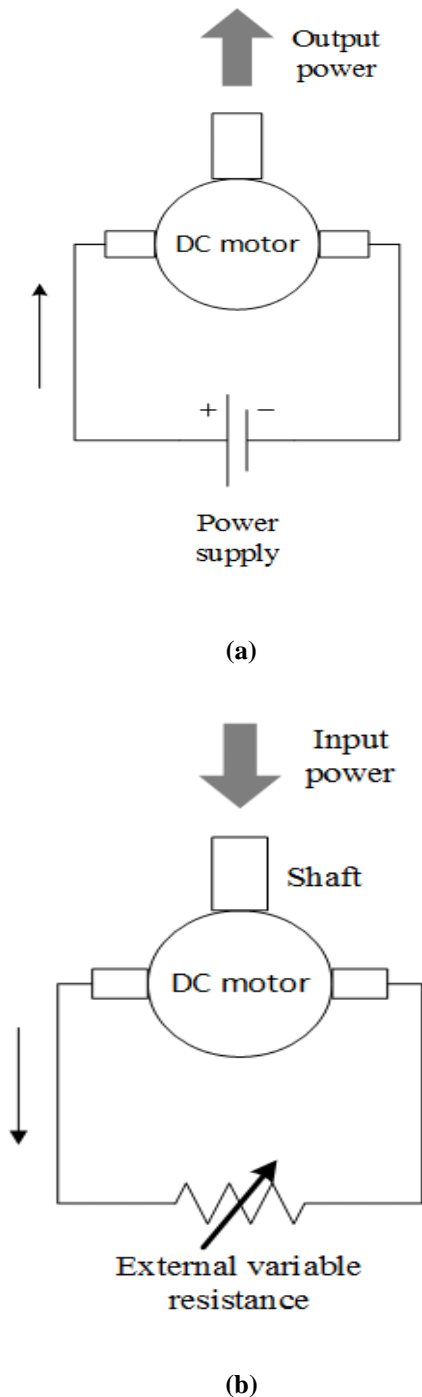 Output
power
DC motor
+ −
Power
supply
(a)
Input
power
Shaft
DC motor
External variable
resistance
(b)